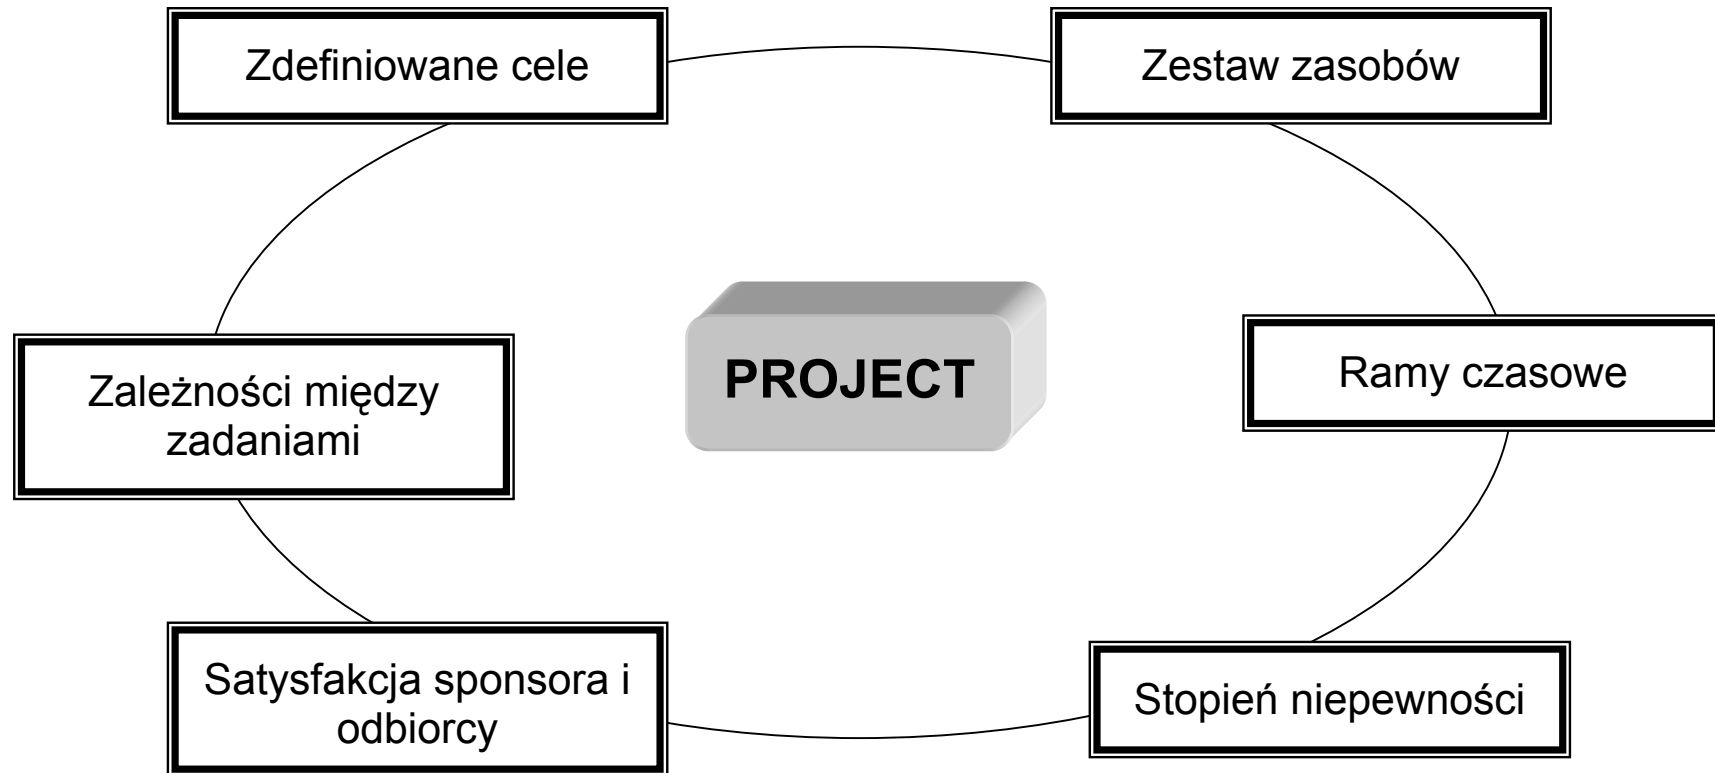 Zdefiniowane cele
Zestaw zasobów
Zależności między
zadaniami
PROJECT
Ramy czasowe
Satysfakcja sponsora i
odbiorcy
Stopień niepewności